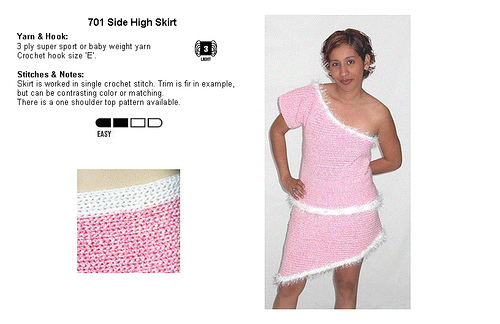 701 Side High Skirt
Yarn & Hook:
3 ply super sport or baby weight yarn
Crochet hook size 'E'.
3
LIGHT
Stitches & Notes:
Skirt is worked in single crochet stitch. Trim is fir in example,
but can be contrasting color or matching.
There is a one shoulder top pattern available.
EASY